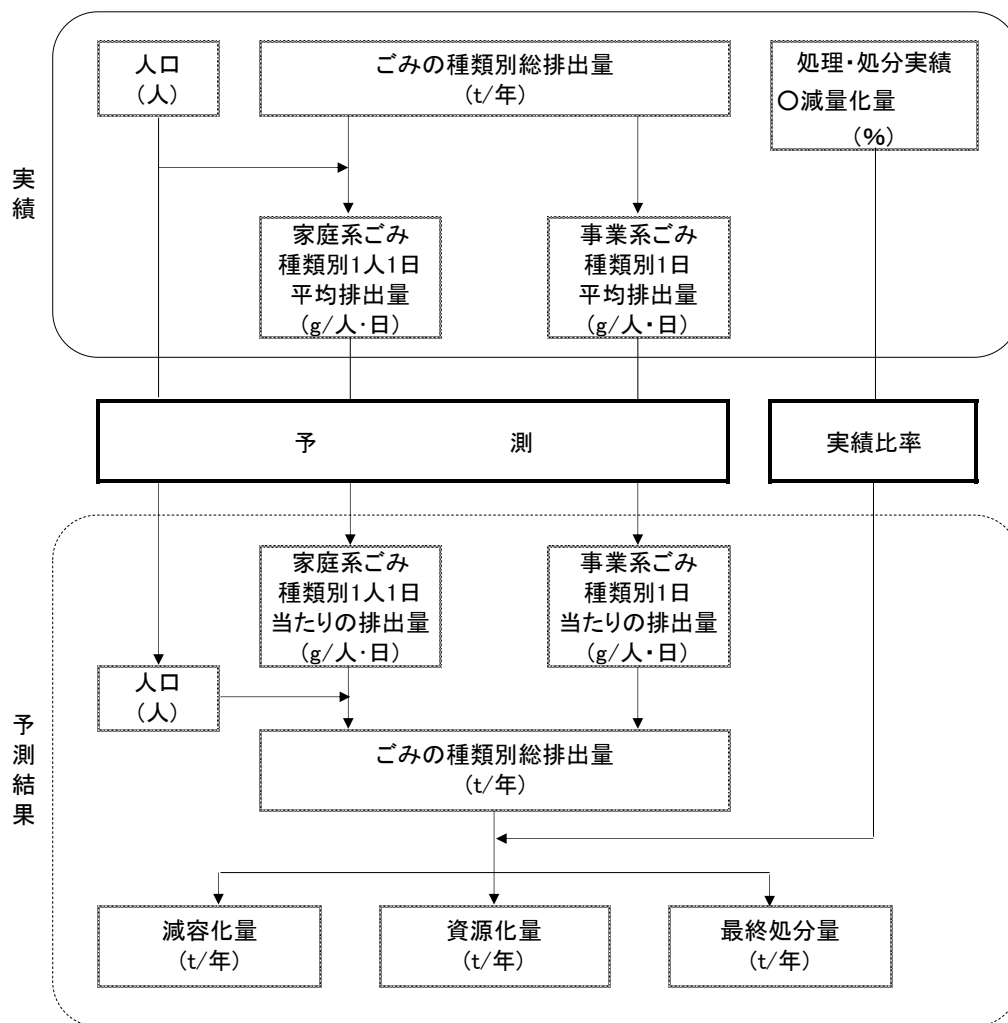 実績
人口
(人)
ごみの種類別総排出量
(t/年)
処理・処分実績
〇減量化量
(%)
家庭系ごみ
種類別1人1日
平均排出量
(g/人・日)
事業系ごみ
種類別1日
平均排出量
(g/人・日)
予 測
実績比率
予測結果
家庭系ごみ
種類別1人1日
当たりの排出量
(g/人・日)
事業系ごみ
種類別1日
当たりの排出量
(g/人・日)
人口
(人)
ごみの種類別総排出量
(t/年)
減容化量
(t/年)
資源化量
(t/年)
最終処分量
(t/年)